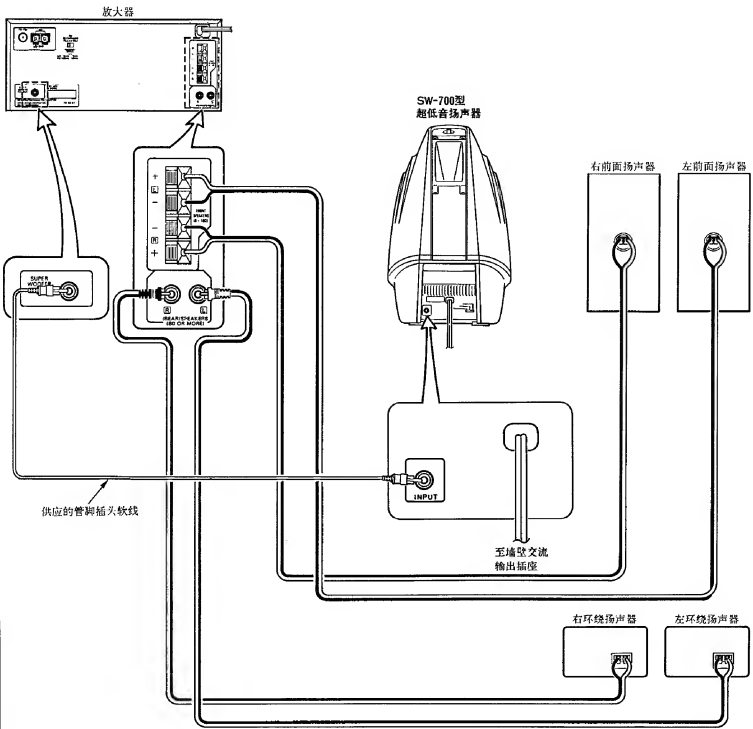 放大器
SW-700型
超低音扬声器
右前面扬声器
左前面扬声器
+
L
-
-
R
+
FRONT
SPEAKERS
SUPER
WOOFER
R
L
(REAR) SPEAKERS
(8Ω OR MORE)
INPUT
供应的管脚插头软线
至墙壁交流
输出插座
右环绕扬声器
左环绕扬声器